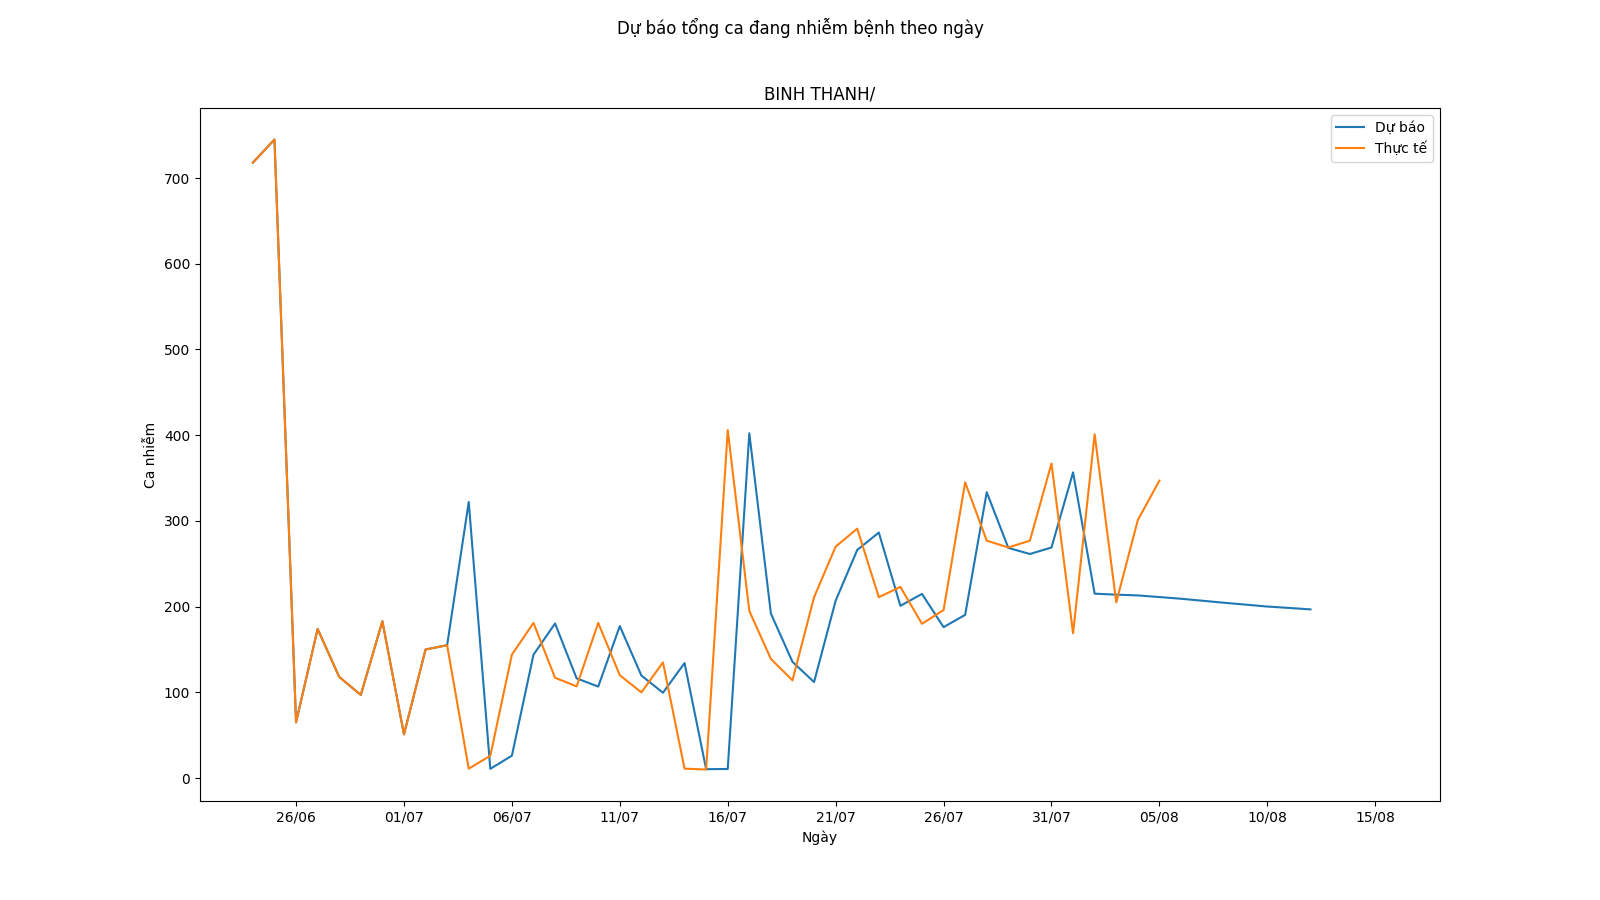 Dự báo tổng ca đang nhiễm bệnh theo ngày
BINH THANH/
Dự báo
Thực tế
700
600
500
400
300
200
100
0
Ca nhiễm
26/06 01/07 06/07 11/07 16/07 21/07 26/07 31/07 05/08 10/08 15/08
Ngày